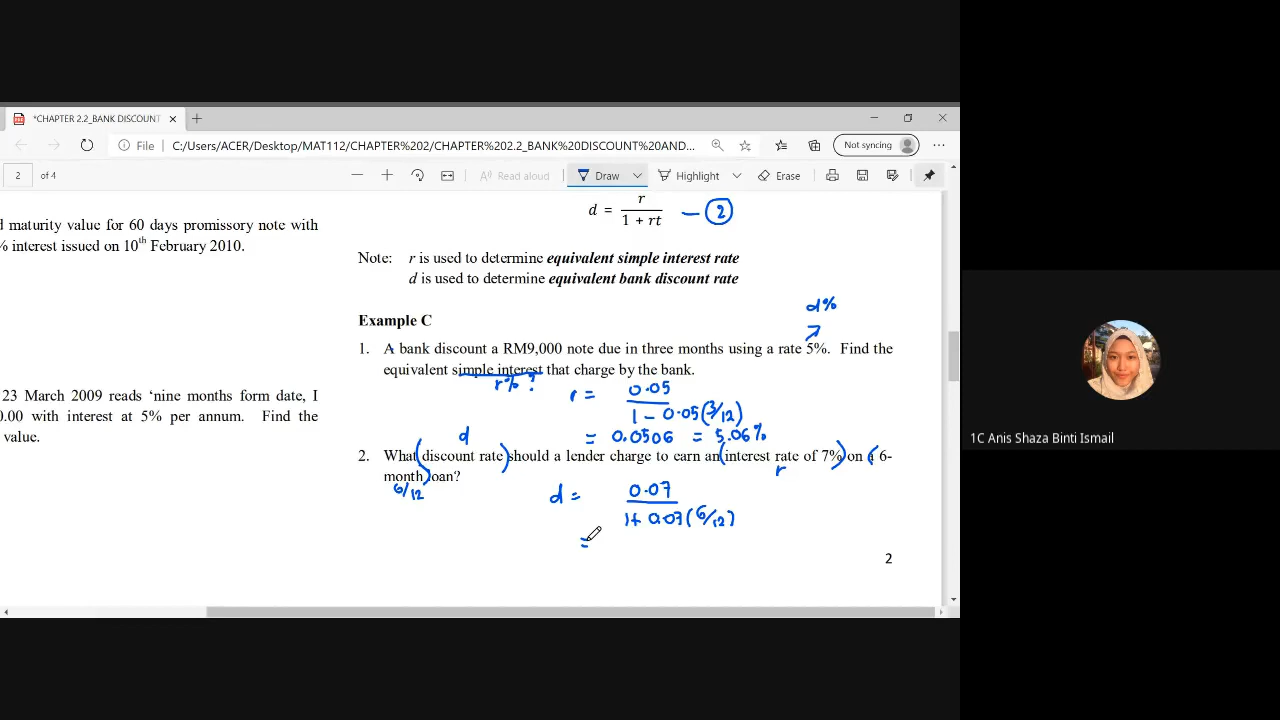 *CHAPTER 2.2_BANK DISCOUNT
File C:/Users/ACER/Desktop/MAT112/CHAPTER%202/CHAPTER%202.2_BANK%20DISCOUNT%20AND... Not syncing
2 of 4 Read aloud Draw Highlight Erase
d maturity value for 60 days promissory note with
% interest issued on 10th February 2010.
23 March 2009 reads ‘nine months form date, I
0.00 with interest at 5% per annum. Find the
value.
d = r / 1 + rt — 2
Note: r is used to determine equivalent simple interest rate
d is used to determine equivalent bank discount rate
d%
Example C
1. A bank discount a RM9,000 note due in three months using a rate 5%. Find the
equivalent simple interest that charge by the bank.
r% ?
r = 0.05 / 1 - 0.05(3/12)
= 0.0506 = 5.06%
d
2. What (discount rate) should a lender charge to earn an (interest rate of 7%) on (a 6-
month) loan?
r
6/12
d = 0.07 / 1+ 0.07(6/12)
=
2
1C Anis Shaza Binti Ismail